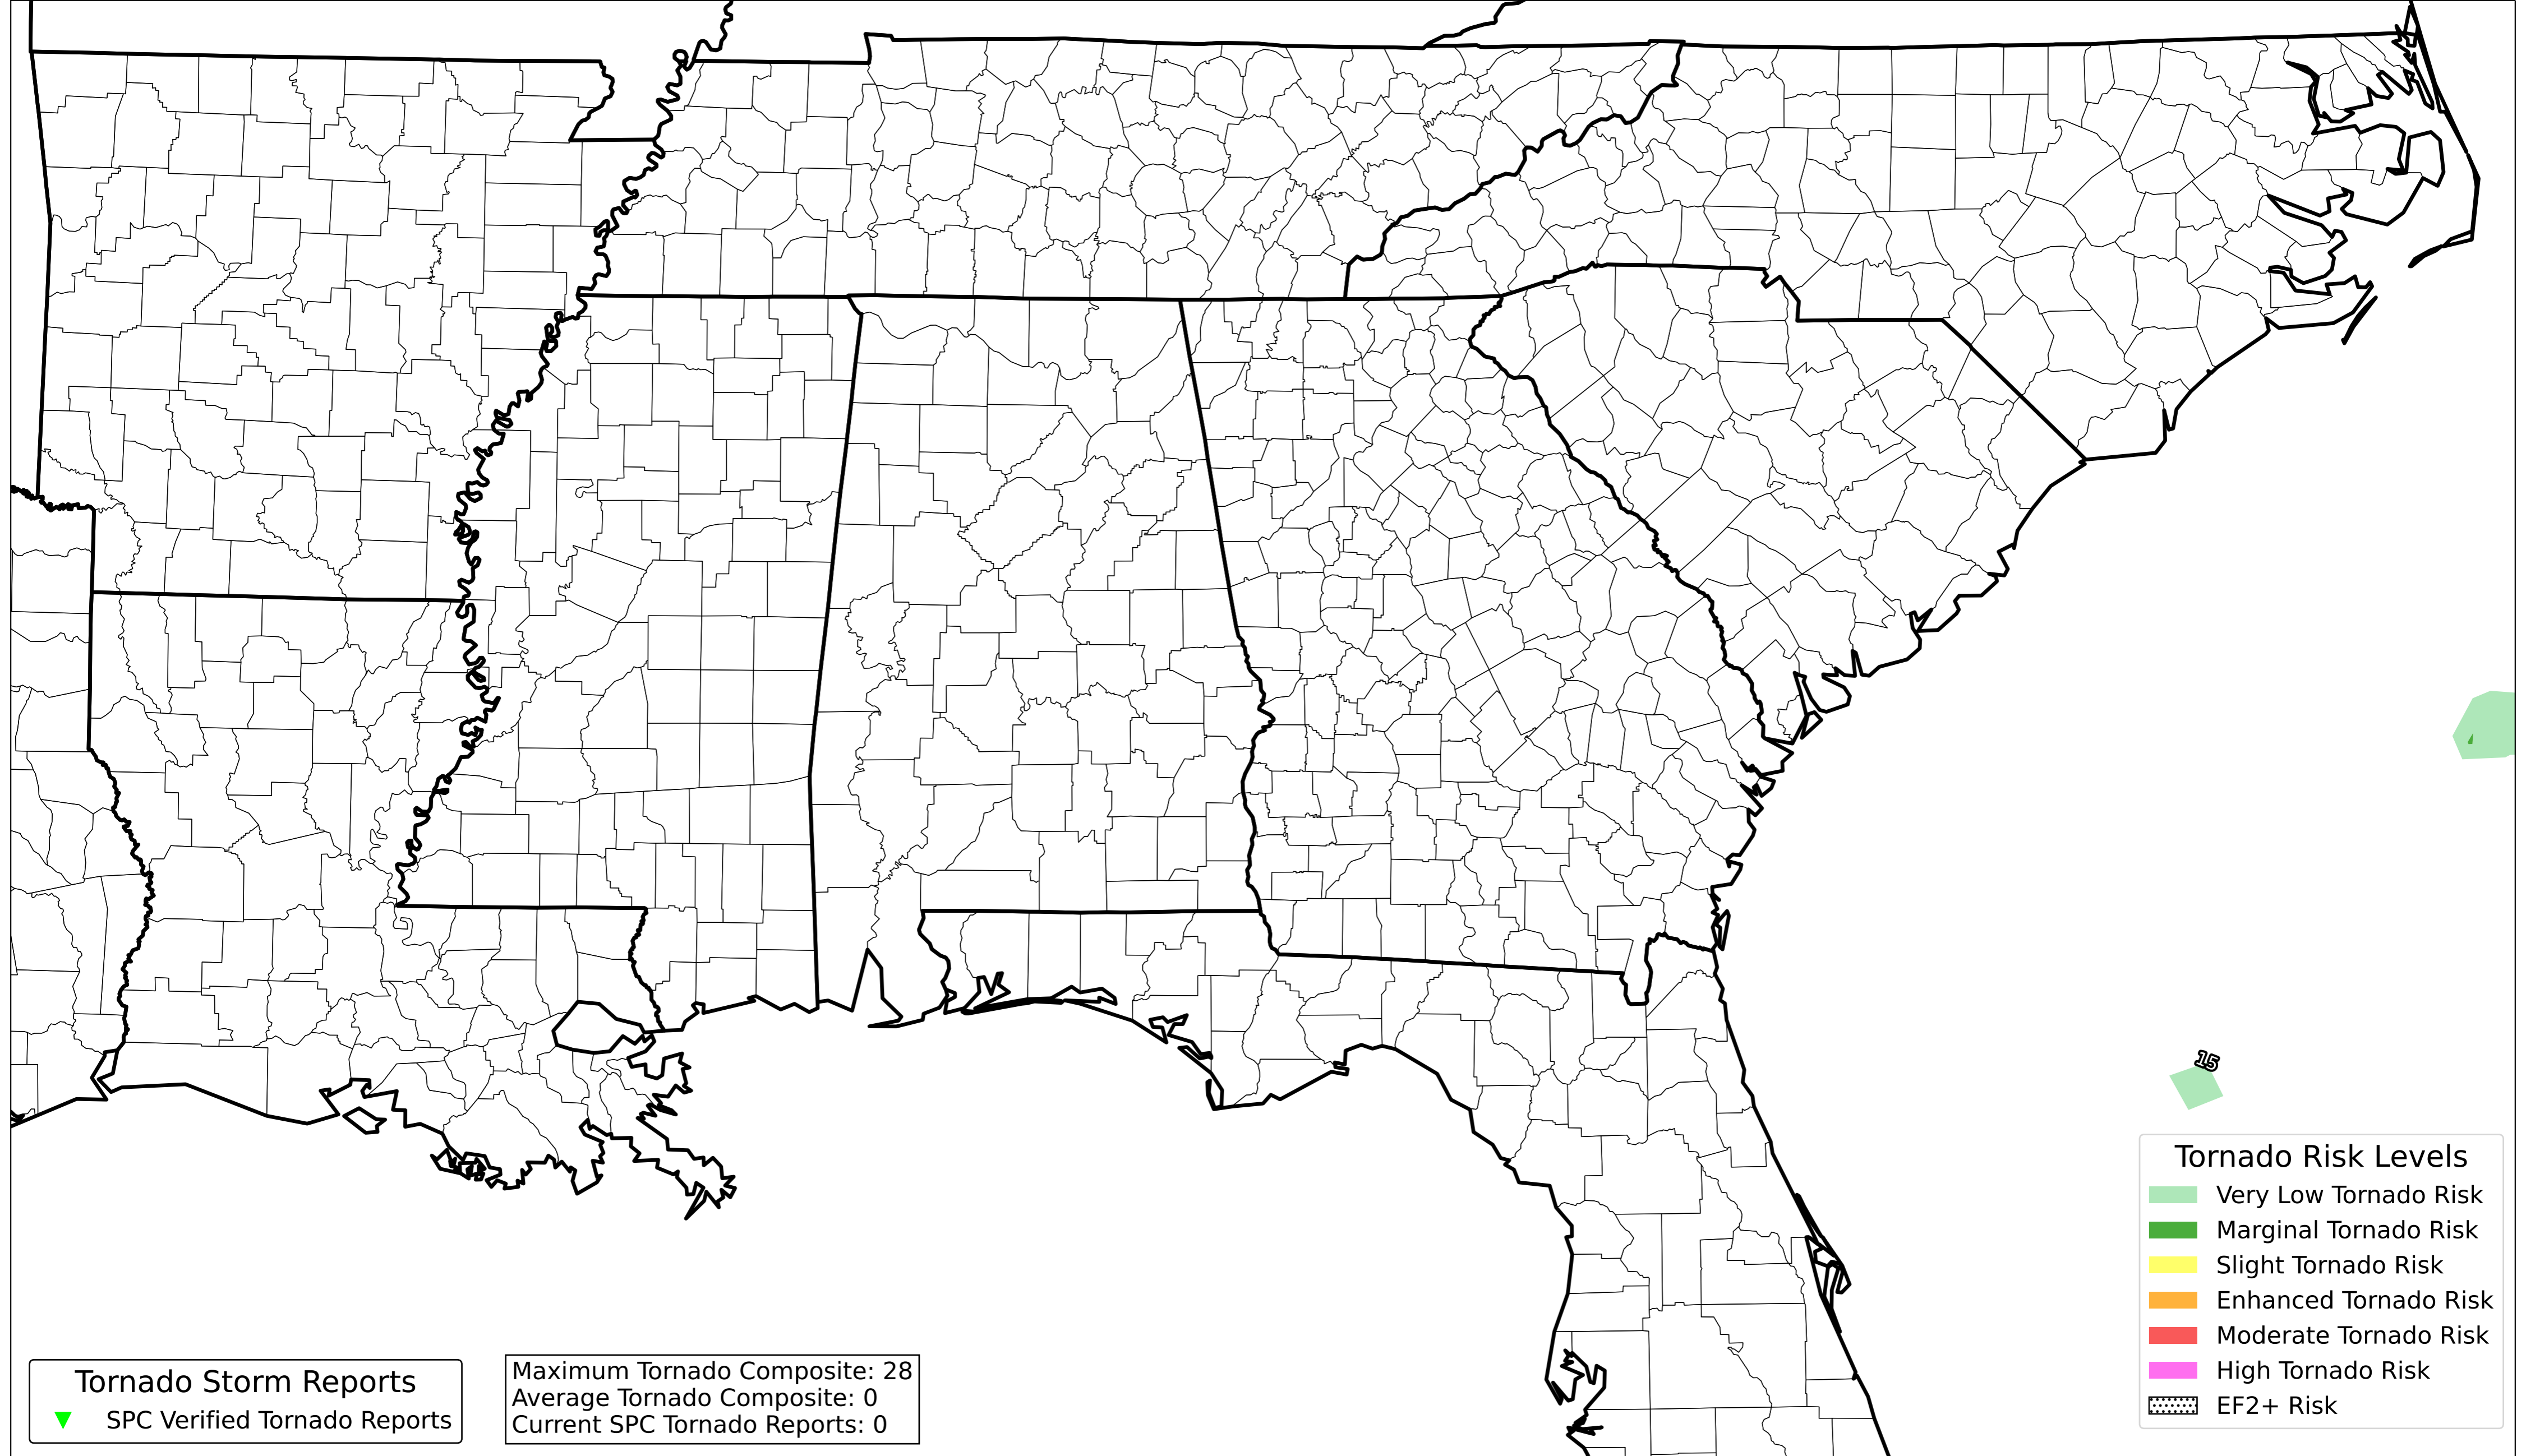 15
Tornado Risk Levels
Very Low Tornado Risk
Marginal Tornado Risk
Slight Tornado Risk
Enhanced Tornado Risk
Moderate Tornado Risk
High Tornado Risk
EF2+ Risk
Tornado Storm Reports
SPC Verified Tornado Reports
Maximum Tornado Composite: 28
Average Tornado Composite: 0
Current SPC Tornado Reports: 0